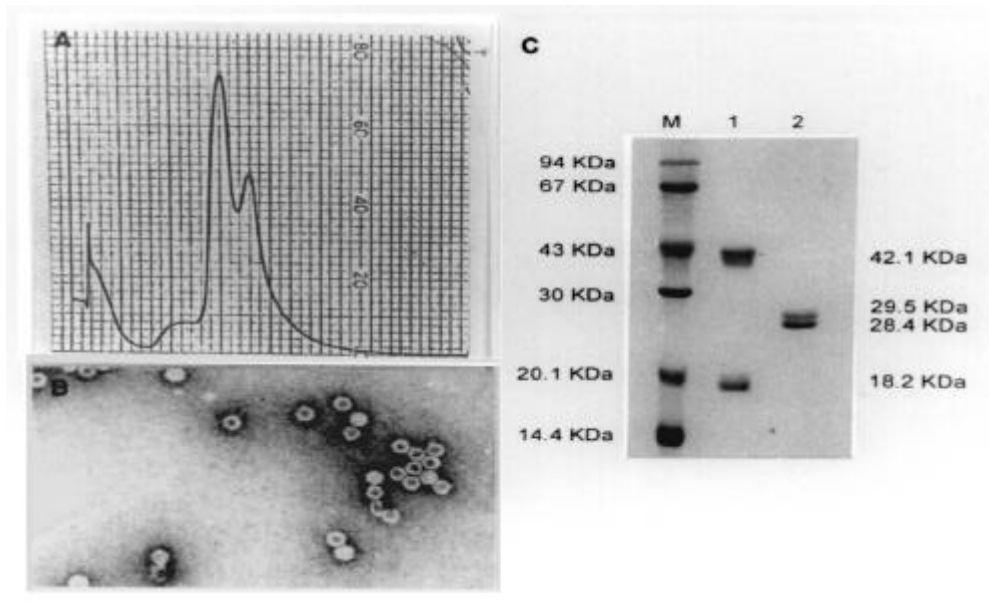 A
80
60
40
20
B
C
M 1 2
94 KDa
67 KDa
43 KDa
30 KDa
20.1 KDa
14.4 KDa
42.1 KDa
29.5 KDa
28.4 KDa
18.2 KDa